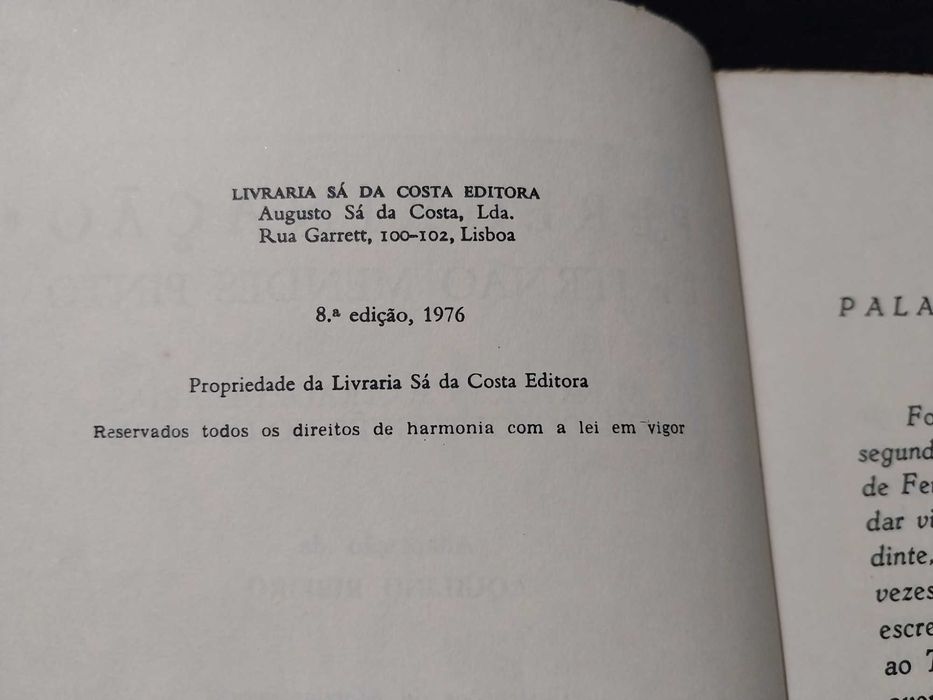 LIVRARIA SÁ DA COSTA EDITORA
Augusto Sá da Costa, Lda.
Rua Garrett, 100-102, Lisboa
8.ª edição, 1976
Propriedade da Livraria Sá da Costa Editora
Reservados todos os direitos de harmonia com a lei em vigor
PALA
Fo
segund
de Fer
dar vi
dinte,
vezes
escre
ao T